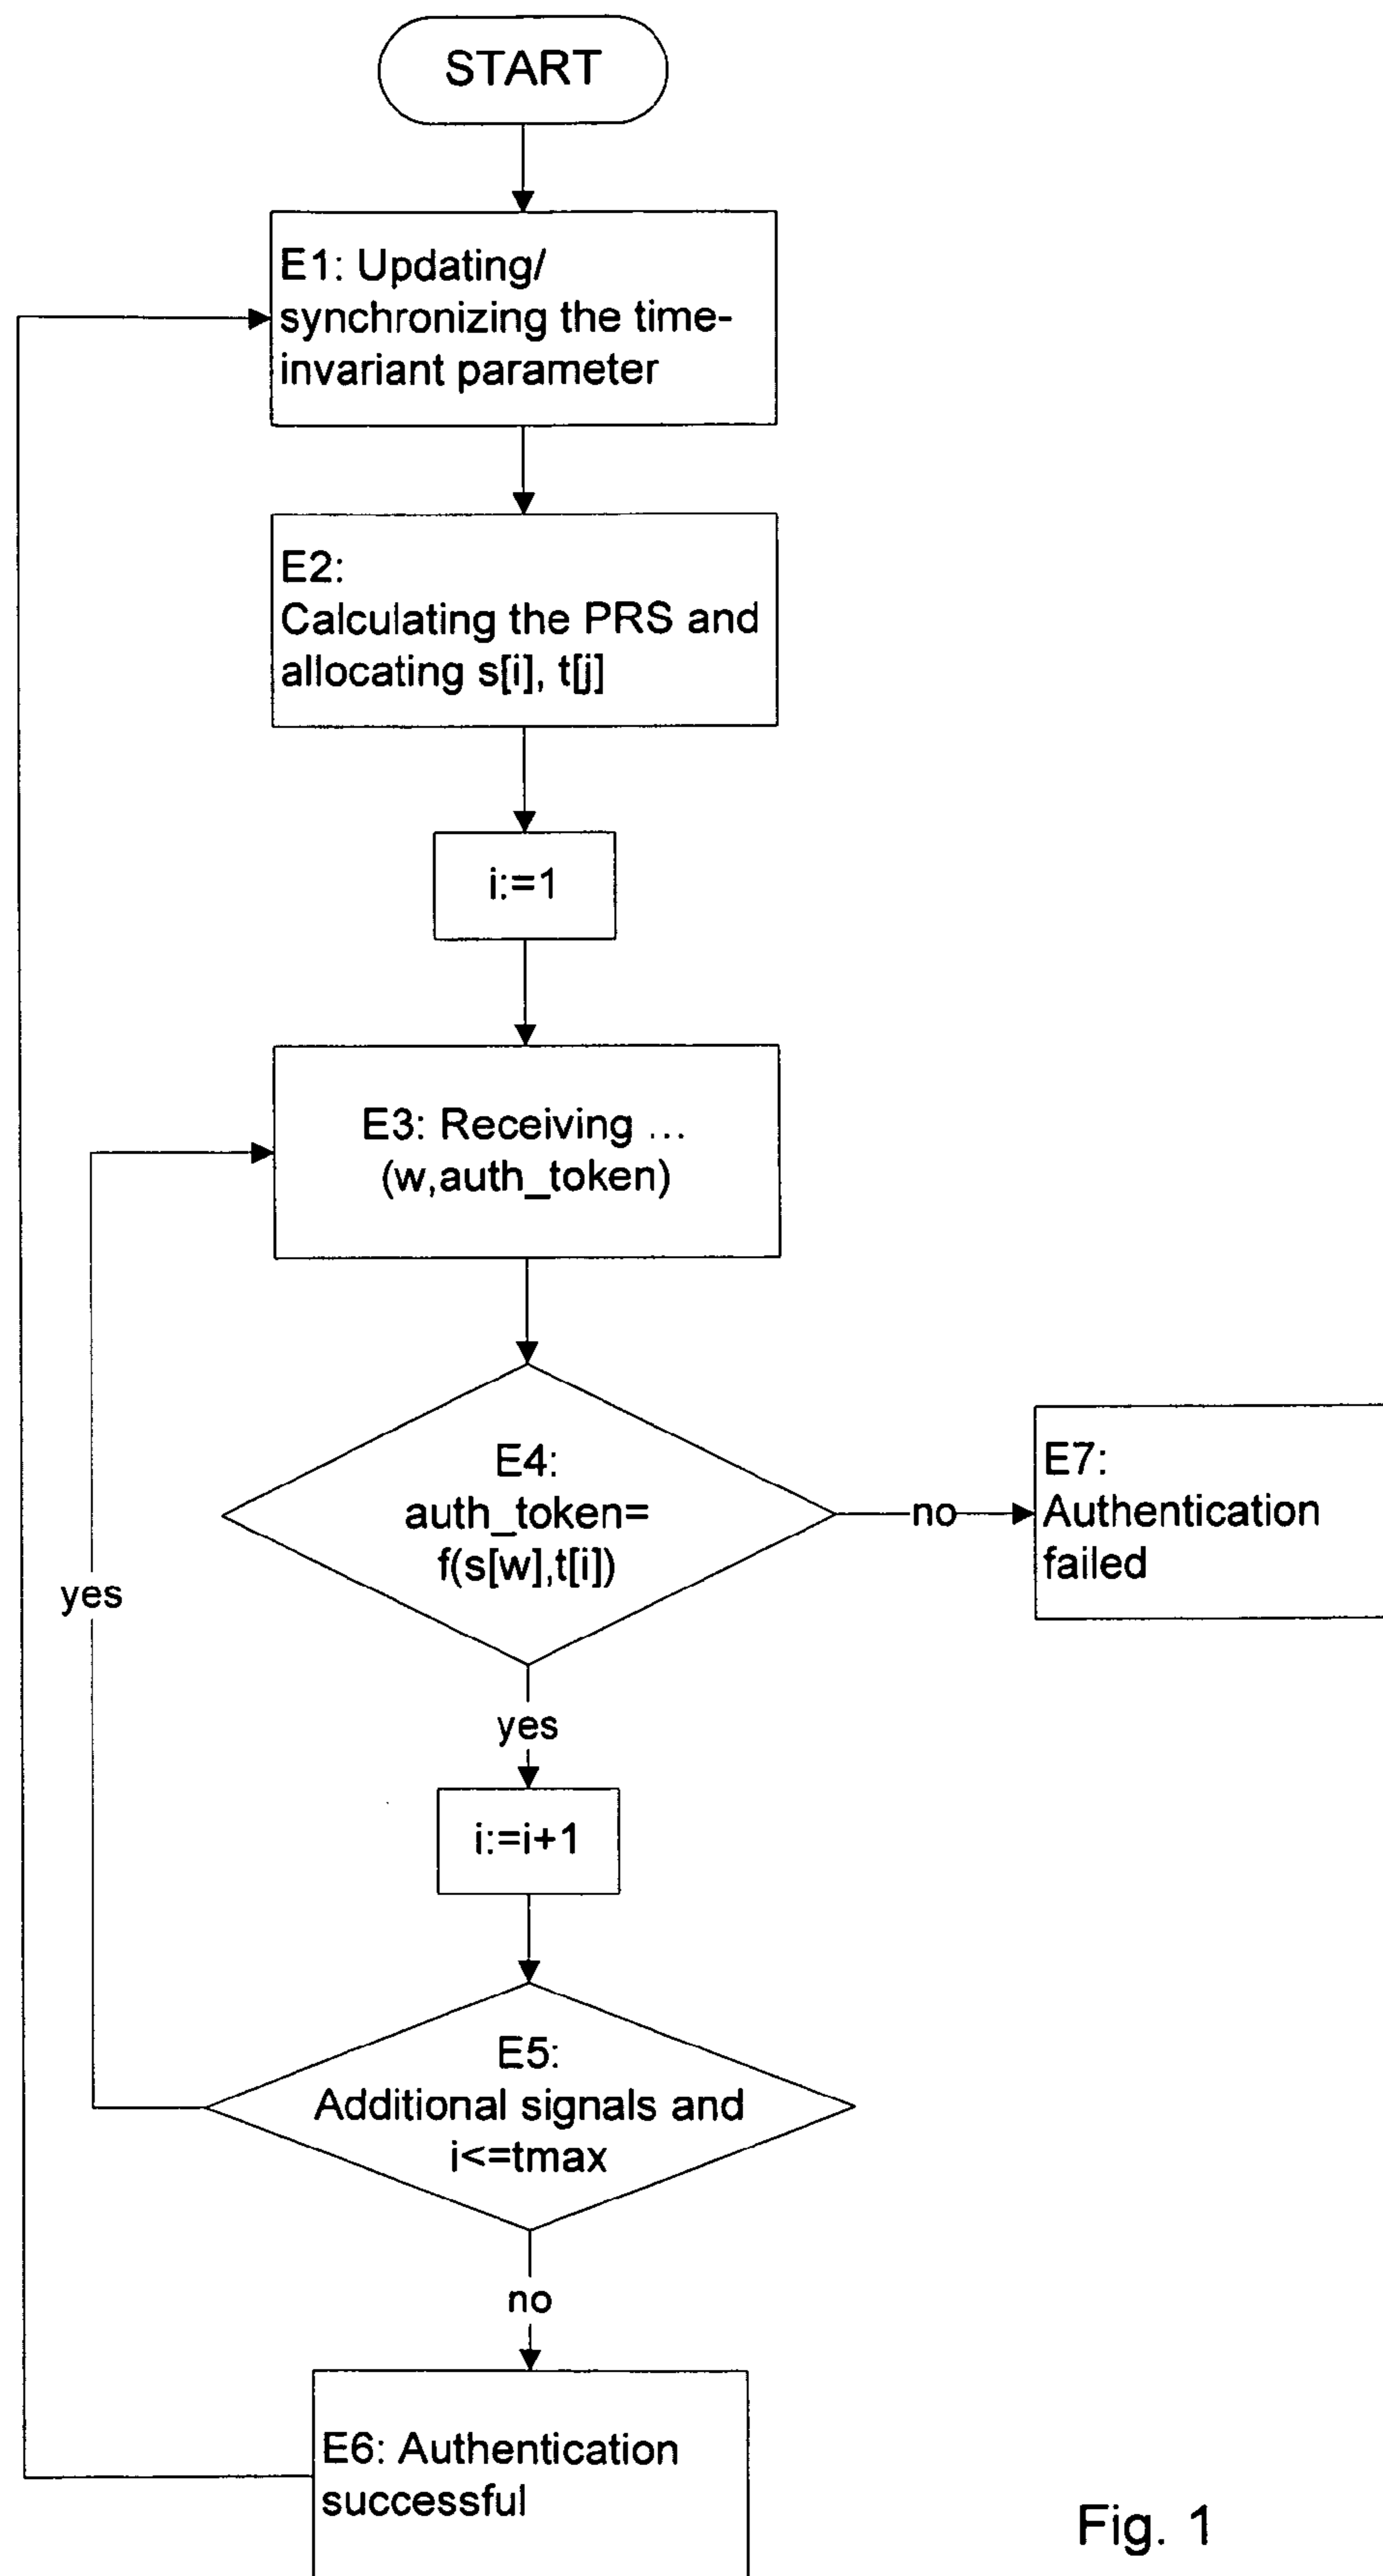 START
E1: Updating/
synchronizing the time-
invariant parameter
E2:
Calculating the PRS and
allocating s[i], t[j]
i:=1
E3: Receiving ...
(w,auth_token)
E4:
auth_token=
f(s[w],t[i])
no
E7:
Authentication
failed
yes
yes
i:=i+1
E5:
Additional signals and
i<=tmax
no
E6: Authentication
successful
Fig. 1